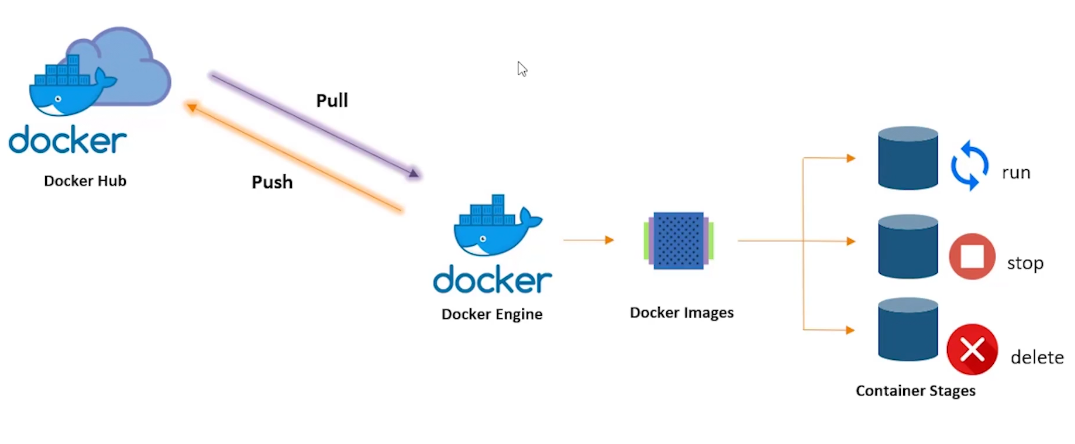 docker
Docker Hub
Pull
Push
docker
Docker Engine
Docker Images
run
stop
delete
Container Stages